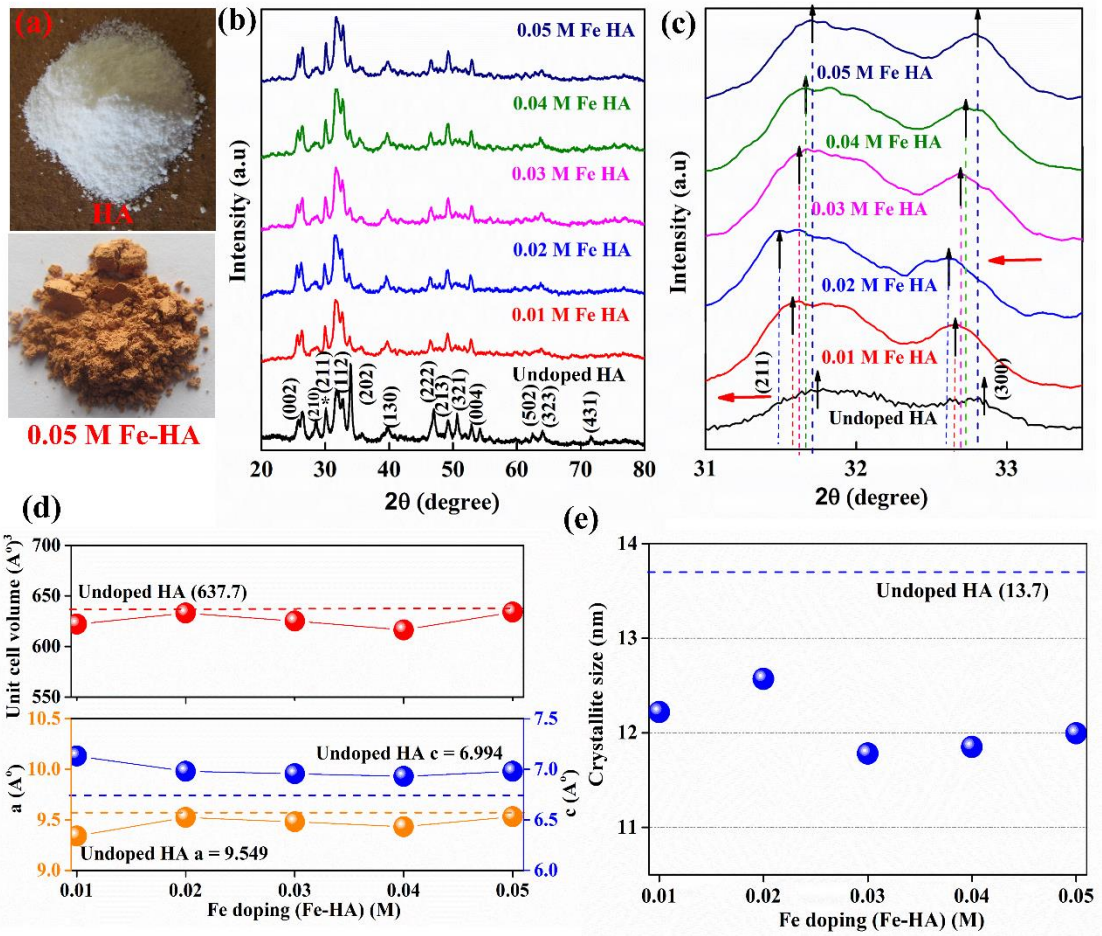 (a)
HA
0.05 M Fe-HA
(b)
0.05 M Fe HA
0.04 M Fe HA
0.03 M Fe HA
0.02 M Fe HA
0.01 M Fe HA
Undoped HA
(002)
(210)
*
(211)
(112)
(202)
(130)
(222)
(213)
(321)
(004)
(502)
(323)
(431)
Intensity (a.u)
20 30 40 50 60 70 80
2θ (degree)
(c)
0.05 M Fe HA
0.04 M Fe HA
0.03 M Fe HA
0.02 M Fe HA
0.01 M Fe HA
(211)
(300)
Undoped HA
Intensity (a.u)
31 32 33
2θ (degree)
(d)
Unit cell volume (Aº)³
700
650
600
550
Undoped HA (637.7)
a (Aº)
10.5
10.0
9.5
9.0
Undoped HA c = 6.994
Undoped HA a = 9.549
7.5
7.0
6.5
6.0
c (Aº)
0.01 0.02 0.03 0.04 0.05
Fe doping (Fe-HA) (M)
(e)
Crystallite size (nm)
14
13
12
11
Undoped HA (13.7)
0.01 0.02 0.03 0.04 0.05
Fe doping (Fe-HA) (M)